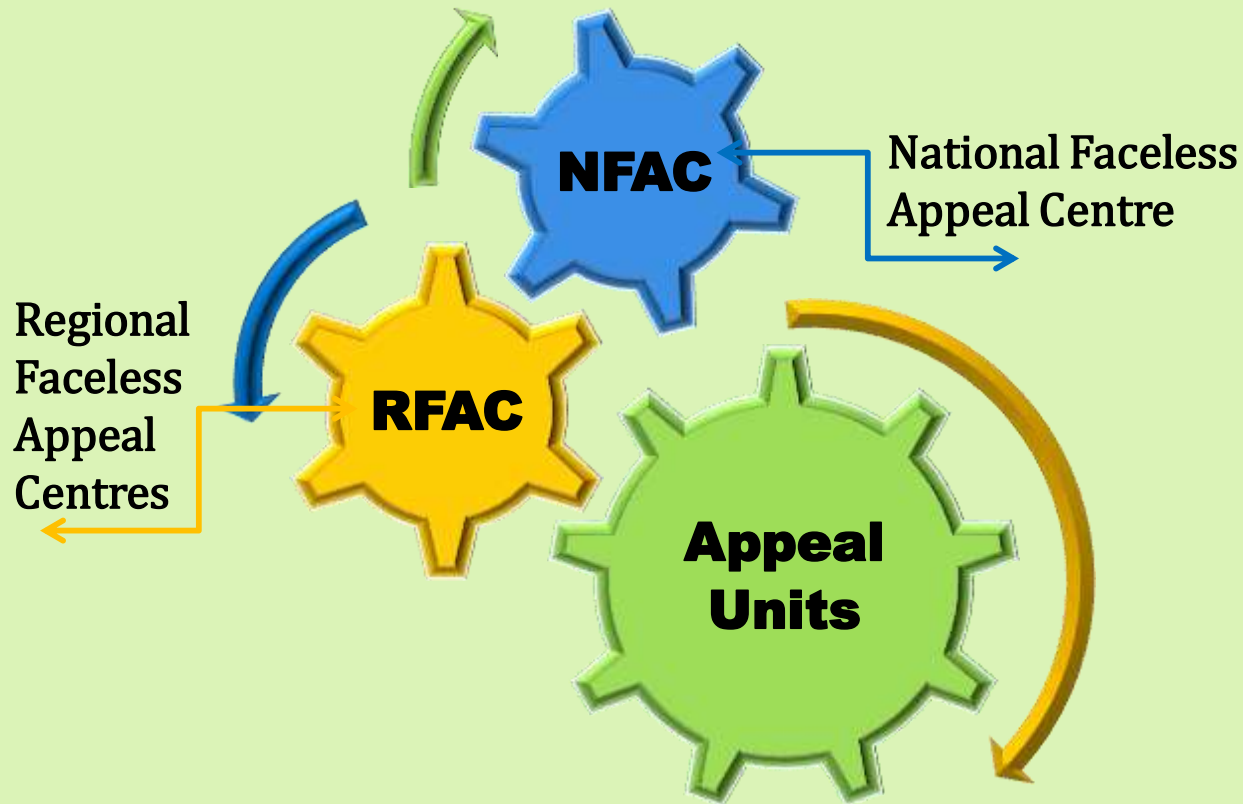 NFAC
National Faceless
Appeal Centre
Regional
Faceless
Appeal
Centres
RFAC
Appeal
Units